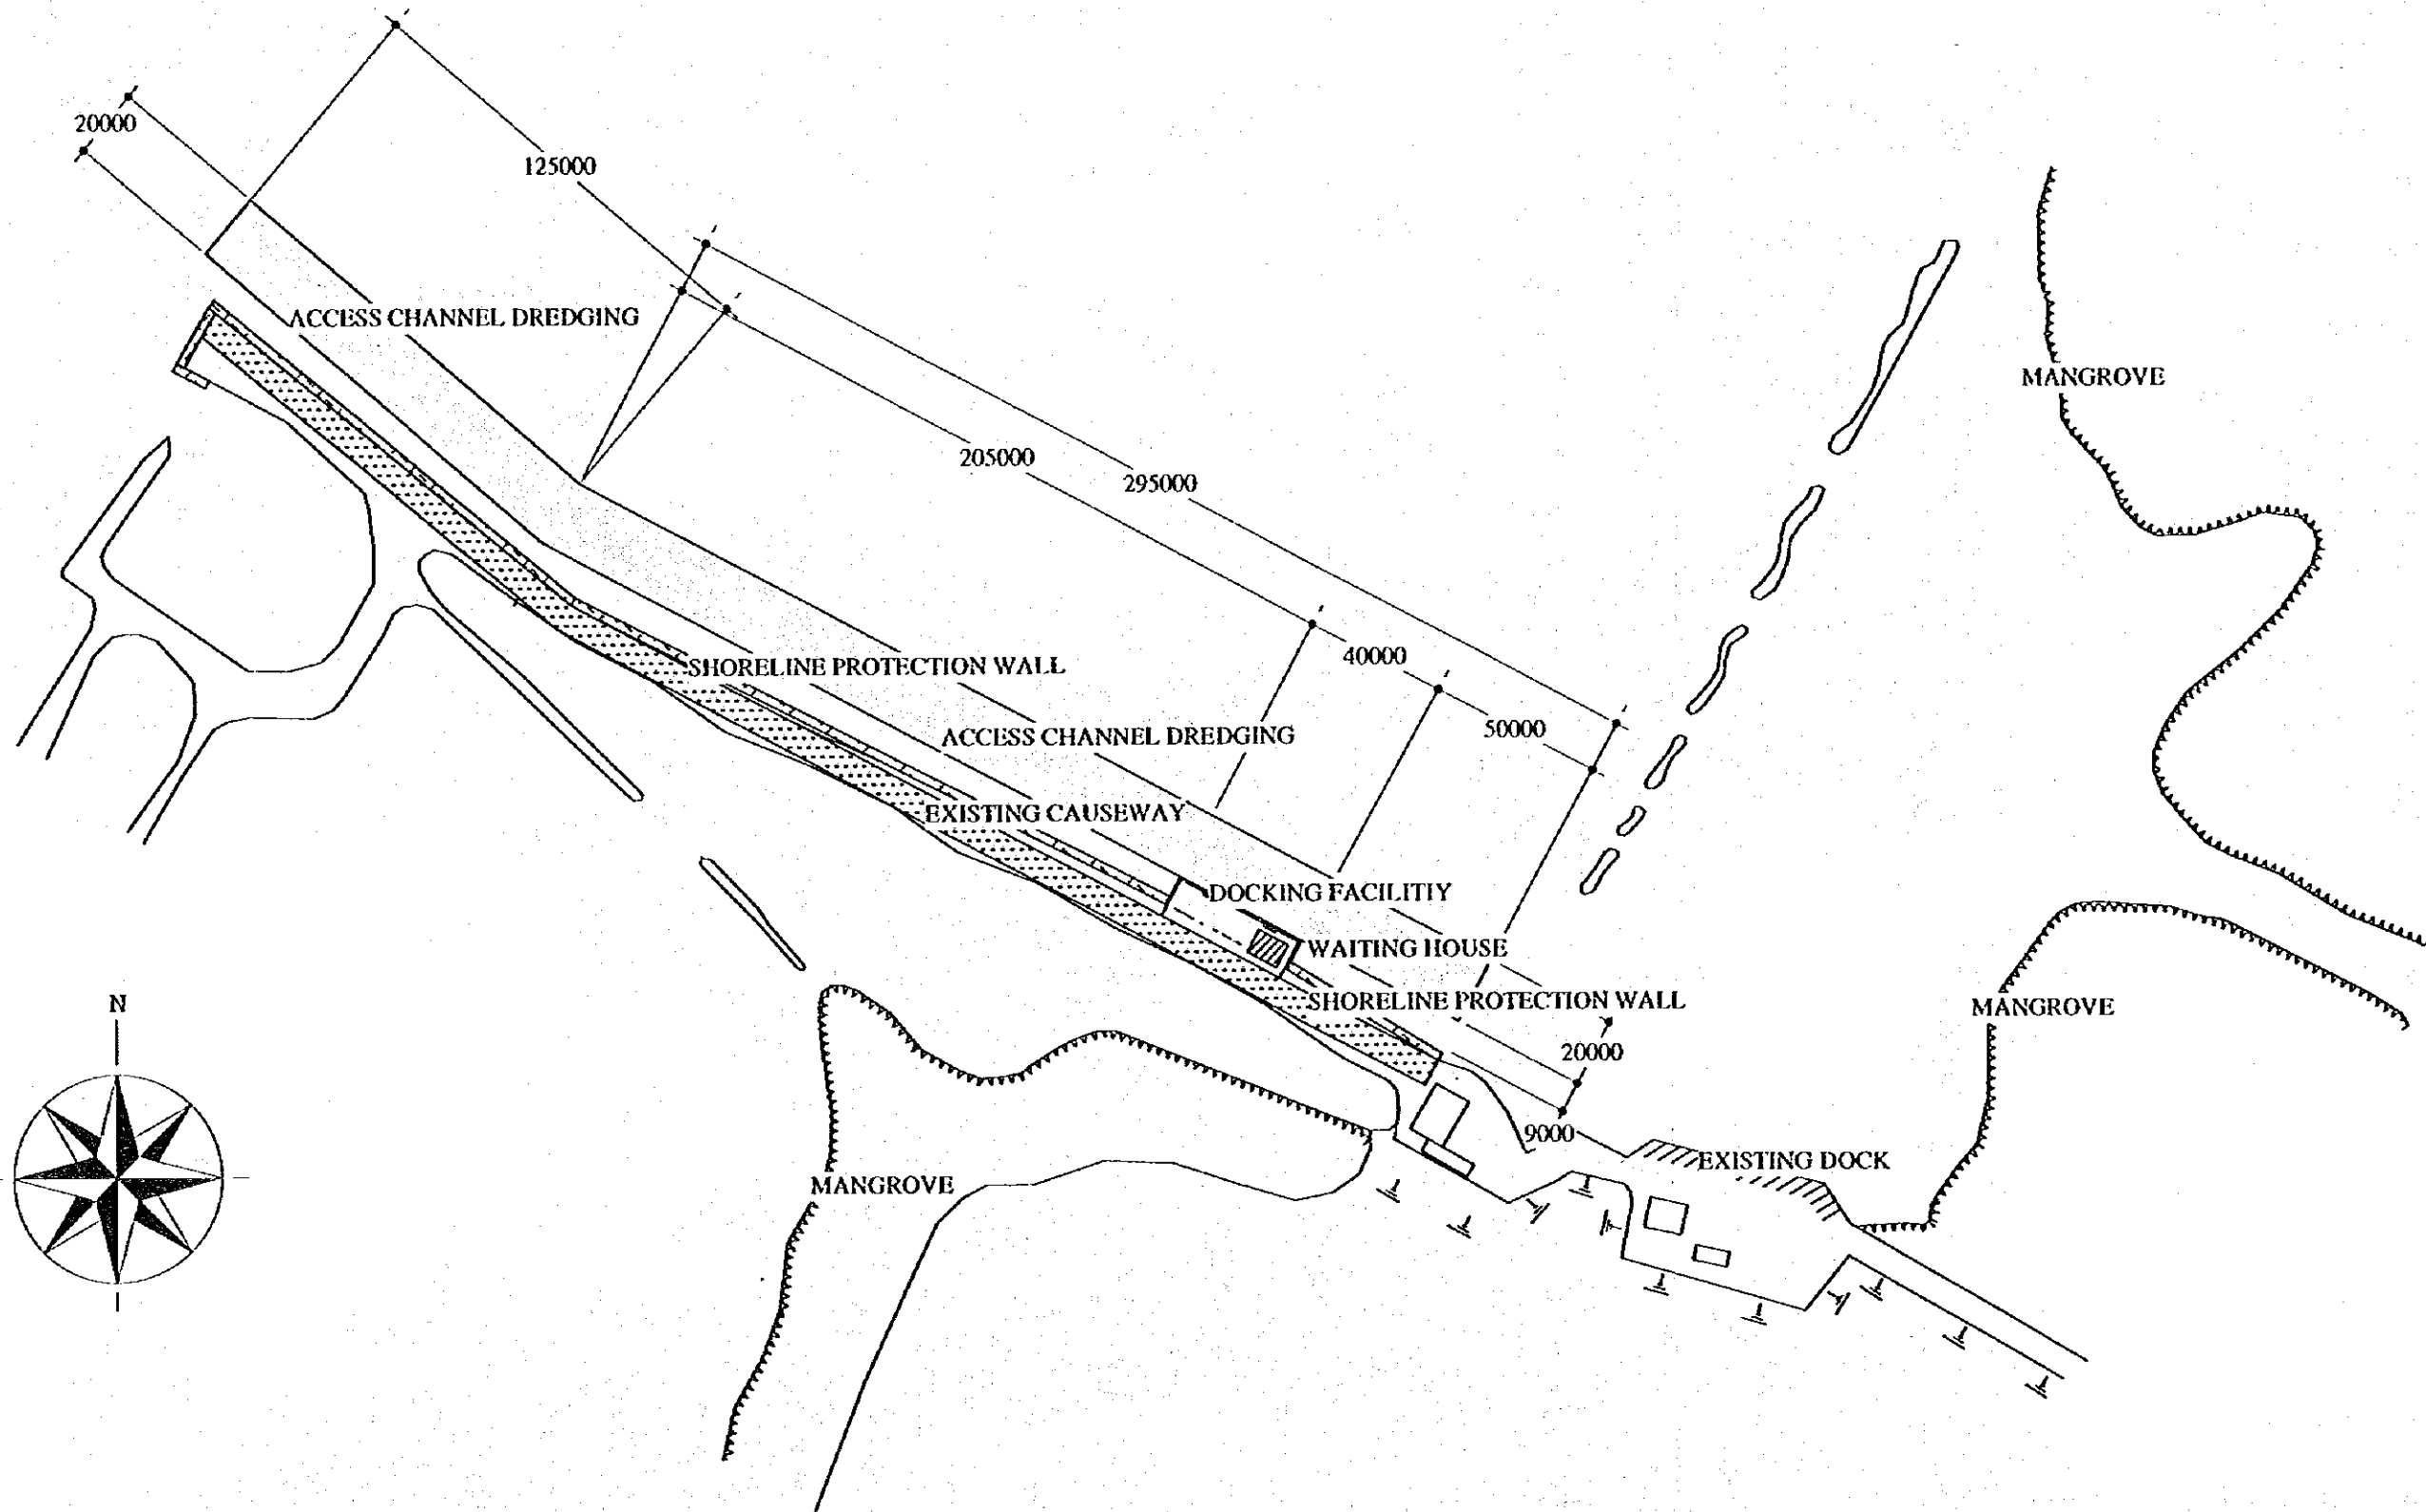 20000
125000
ACCESS CHANNEL DREDGING
MANGROVE
205000
295000
40000
SHORELINE PROTECTION WALL
50000
ACCESS CHANNEL DREDGING
EXISTING CAUSEWAY
DOCKING FACILITIY
WAITING HOUSE
SHORELINE PROTECTION WALL
N
MANGROVE
20000
9000
EXISTING DOCK
MANGROVE